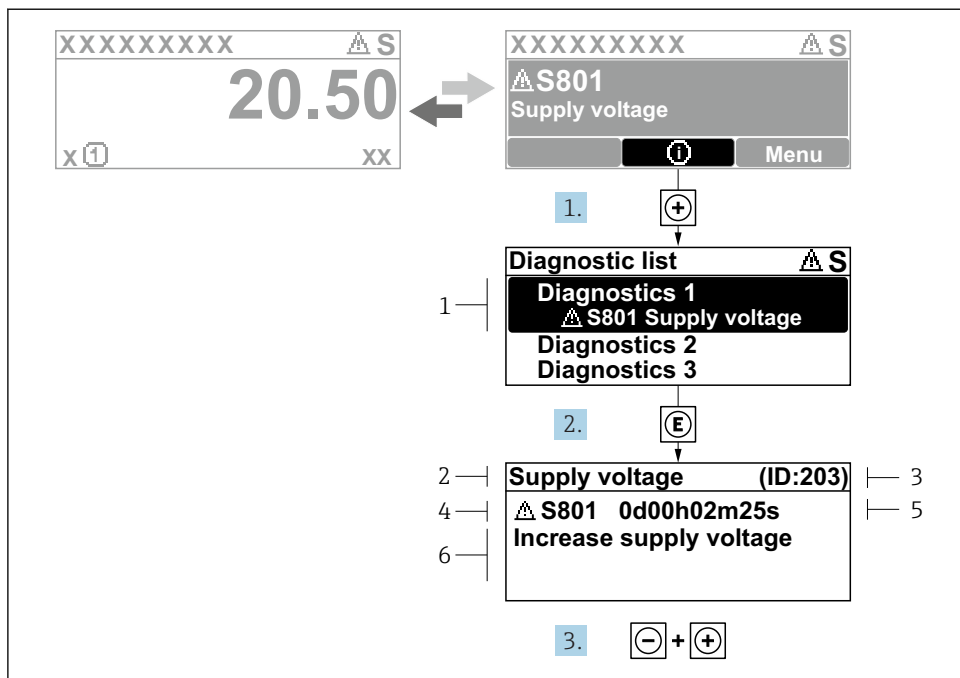 XXXXXXXXX ⚠ S
20.50
X ① XX
XXXXXXXXX ⚠ S
⚠S801
Supply voltage
ⓘ Menu
1. +
Diagnostic list ⚠ S
1
Diagnostics 1
⚠ S801 Supply voltage
Diagnostics 2
Diagnostics 3
2. E
2 Supply voltage (ID:203) 3
4 ⚠ S801 0d00h02m25s 5
Increase supply voltage
6
3. − + +